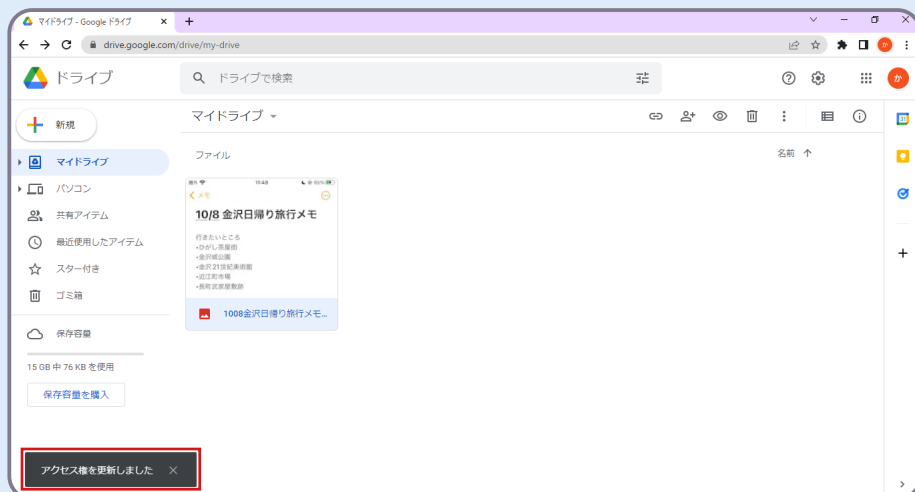 マイドライブ - Google ドライブ
drive.google.com/drive/my-drive
か
ドライブ
ドライブで検索
か
新規
マイドライブ
31
マイドライブ
パソコン
共有アイテム
最近使用したアイテム
スター付き
ゴミ箱
保存容量
15 GB 中 76 KB を使用
保存容量を購入
ファイル
名前
11:48
メモ
10/8 金沢日帰り旅行メモ
行きたいところ
・ひがし茶屋街
・金沢城公園
・金沢21世紀美術館
・近江町市場
・長町武家屋敷跡
1008金沢日帰り旅行メモ...
アクセス権を更新しました